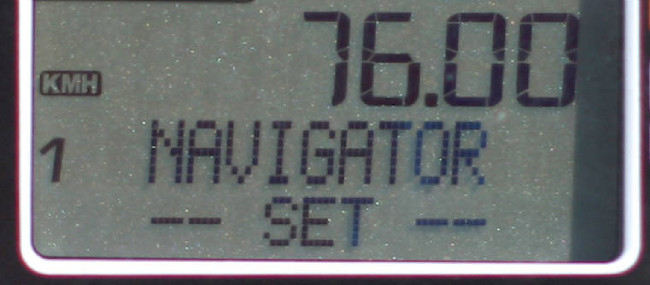 76.00
KMH
1 NAVIGATOR
-- SET --